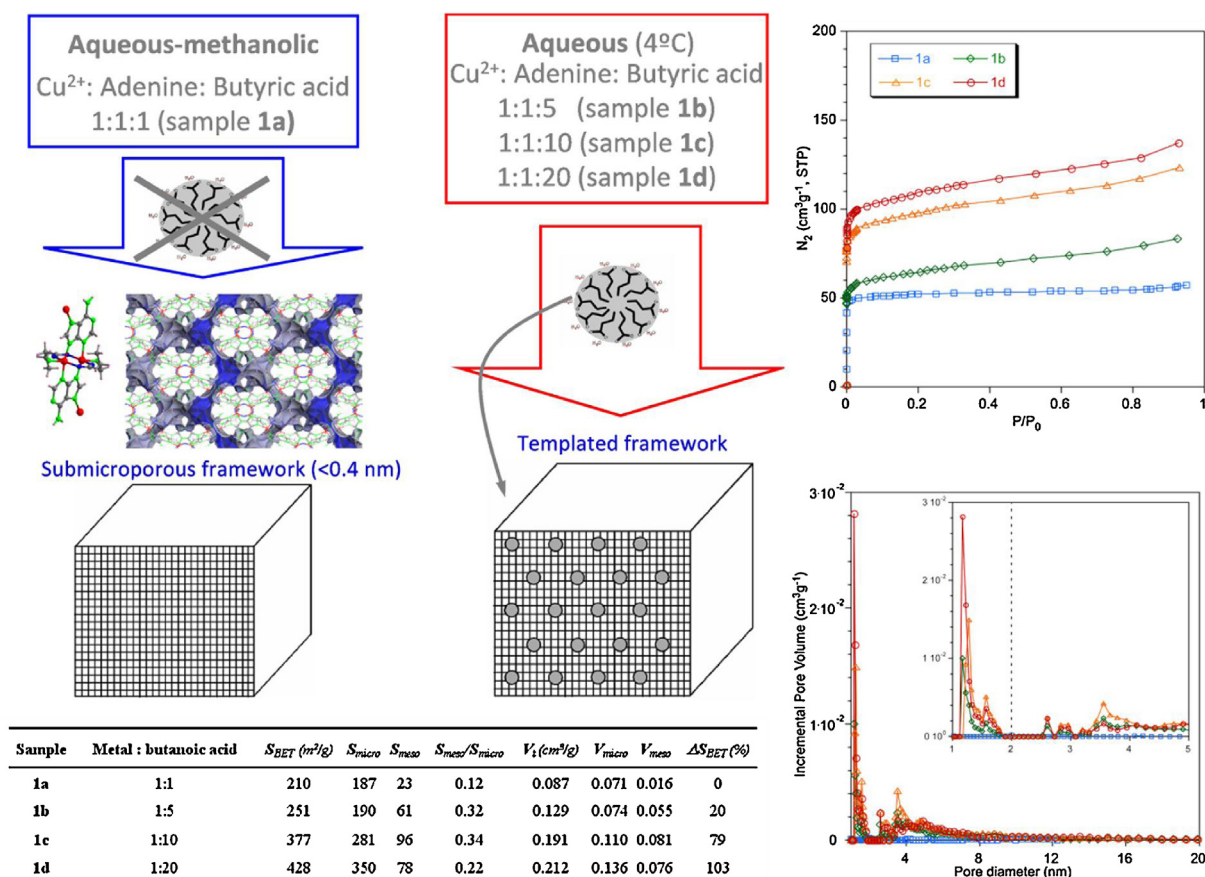 Aqueous-methanolic
Cu²⁺: Adenine: Butyric acid
1:1:1 (sample 1a)
Submicroporous framework (<0.4 nm)
Aqueous (4ºC)
Cu²⁺: Adenine: Butyric acid
1:1:5 (sample 1b)
1:1:10 (sample 1c)
1:1:20 (sample 1d)
Templated framework
N₂ (cm³g⁻¹, STP)
200
150
100
50
0
0 0.2 0.4 0.6 0.8 1
P/P₀
1a 1b
1c 1d
Incremental Pore Volume (cm³g⁻¹)
3·10⁻²
2·10⁻²
1·10⁻²
0
4 8 12 16 20
Pore diameter (nm)
3·10⁻²
2·10⁻²
1·10⁻²
0·10⁰
1 2 3 4 5
Sample Metal : butanoic acid S_BET (m²/g) S_micro S_meso S_meso/S_micro V_t (cm³/g) V_micro V_meso ΔS_BET (%)
1a 1:1 210 187 23 0.12 0.087 0.071 0.016 0
1b 1:5 251 190 61 0.32 0.129 0.074 0.055 20
1c 1:10 377 281 96 0.34 0.191 0.110 0.081 79
1d 1:20 428 350 78 0.22 0.212 0.136 0.076 103